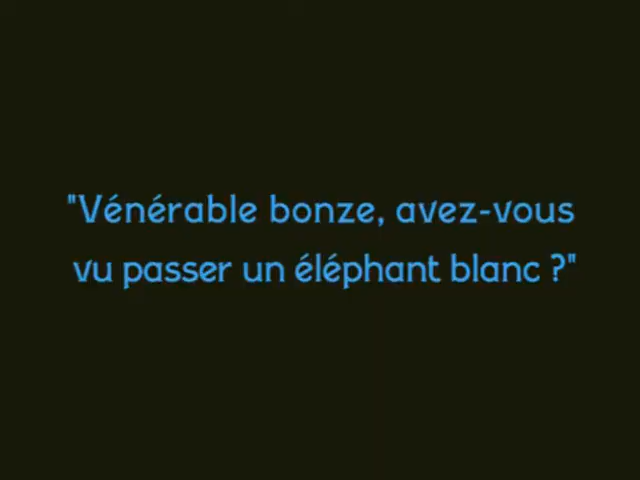 "Vénérable bonze, avez-vous
vu passer un éléphant blanc ?"